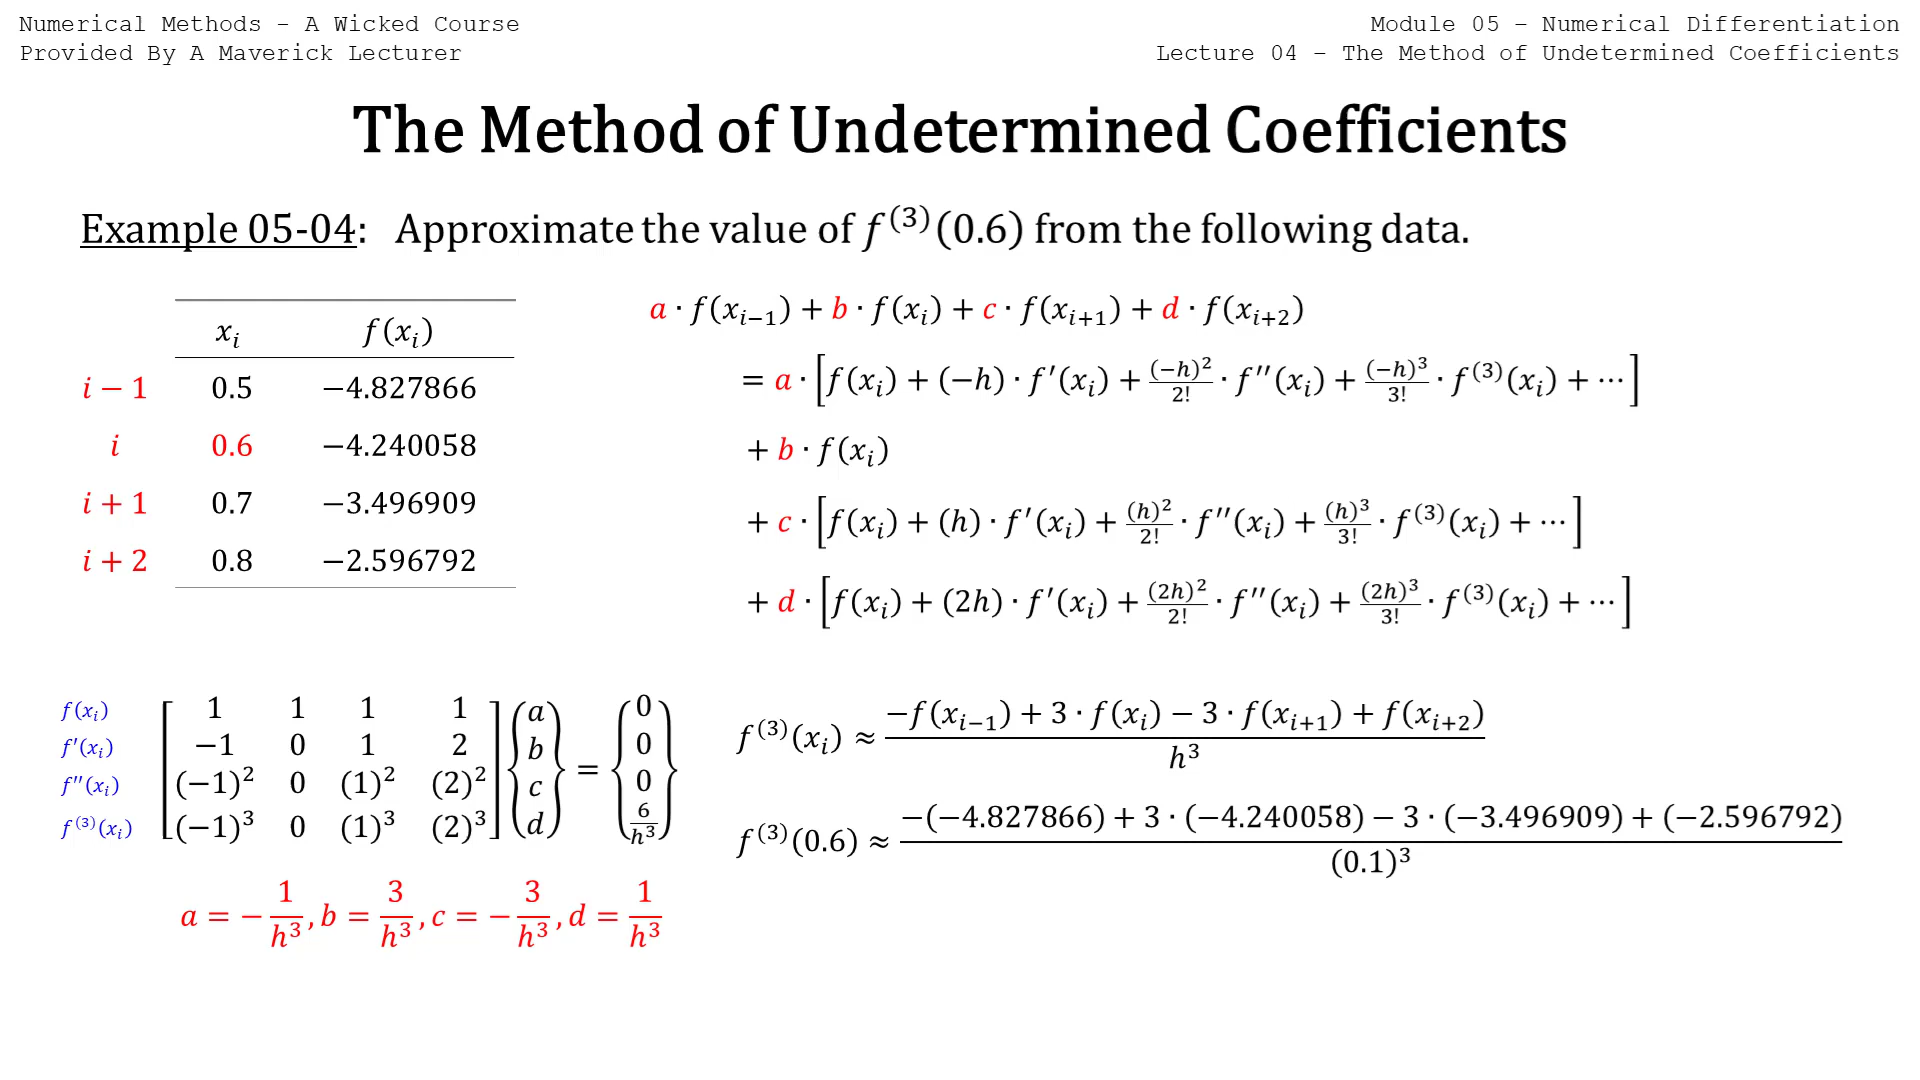 Numerical Methods - A Wicked Course
Provided By A Maverick Lecturer
Module 05 – Numerical Differentiation
Lecture 04 – The Method of Undetermined Coefficients
The Method of Undetermined Coefficients
Example 05-04: Approximate the value of f⁽³⁾(0.6) from the following data.
xᵢ f(xᵢ)
i − 1 0.5 −4.827866
i 0.6 −4.240058
i + 1 0.7 −3.496909
i + 2 0.8 −2.596792
a · f(xᵢ₋₁) + b · f(xᵢ) + c · f(xᵢ₊₁) + d · f(xᵢ₊₂)
= a · [f(xᵢ) + (−h) · f′(xᵢ) + (−h)²/2! · f″(xᵢ) + (−h)³/3! · f⁽³⁾(xᵢ) + ⋯]
+ b · f(xᵢ)
+ c · [f(xᵢ) + (h) · f′(xᵢ) + (h)²/2! · f″(xᵢ) + (h)³/3! · f⁽³⁾(xᵢ) + ⋯]
+ d · [f(xᵢ) + (2h) · f′(xᵢ) + (2h)²/2! · f″(xᵢ) + (2h)³/3! · f⁽³⁾(xᵢ) + ⋯]
f(xᵢ) [1 1 1 1] {a} = {0}
f′(xᵢ) [−1 0 1 2] {b} = {0}
f″(xᵢ) [(−1)² 0 (1)² (2)²] {c} = {0}
f⁽³⁾(xᵢ) [(−1)³ 0 (1)³ (2)³] {d} = {6/h³}
a = −1/h³, b = 3/h³, c = −3/h³, d = 1/h³
f⁽³⁾(xᵢ) ≈ (−f(xᵢ₋₁) + 3 · f(xᵢ) − 3 · f(xᵢ₊₁) + f(xᵢ₊₂))/h³
f⁽³⁾(0.6) ≈ (−(−4.827866) + 3 · (−4.240058) − 3 · (−3.496909) + (−2.596792))/(0.1)³